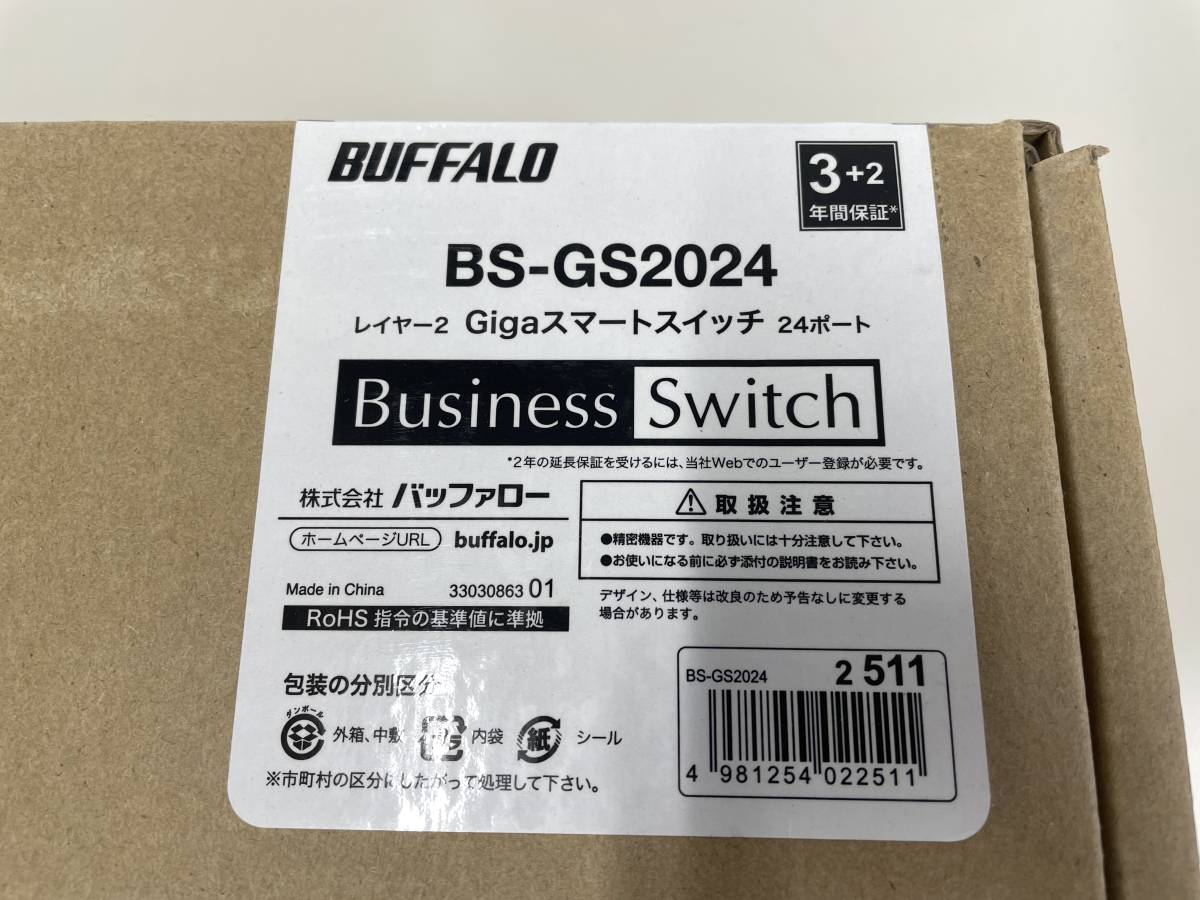 BUFFALO
3+2
年間保証*
BS-GS2024
レイヤー2 Gigaスマートスイッチ 24ポート
Business Switch
*2年の延長保証を受けるには、当社Webでのユーザー登録が必要です。
株式会社 バッファロー
ホームページURL buffalo.jp
Made in China 33030863 01
RoHS 指令の基準値に準拠
⚠取扱注意
●精密機器です。取り扱いには十分注意して下さい。
●お使いになる前に必ず添付の説明書をお読み下さい。
デザイン、仕様等は改良のため予告なしに変更する
場合があります。
包装の分別区分
ダンボール
外箱、中敷 プラ 内袋 紙 シール
※市町村の区分にしたがって処理して下さい。
BS-GS2024 2 511
4 981254 022511